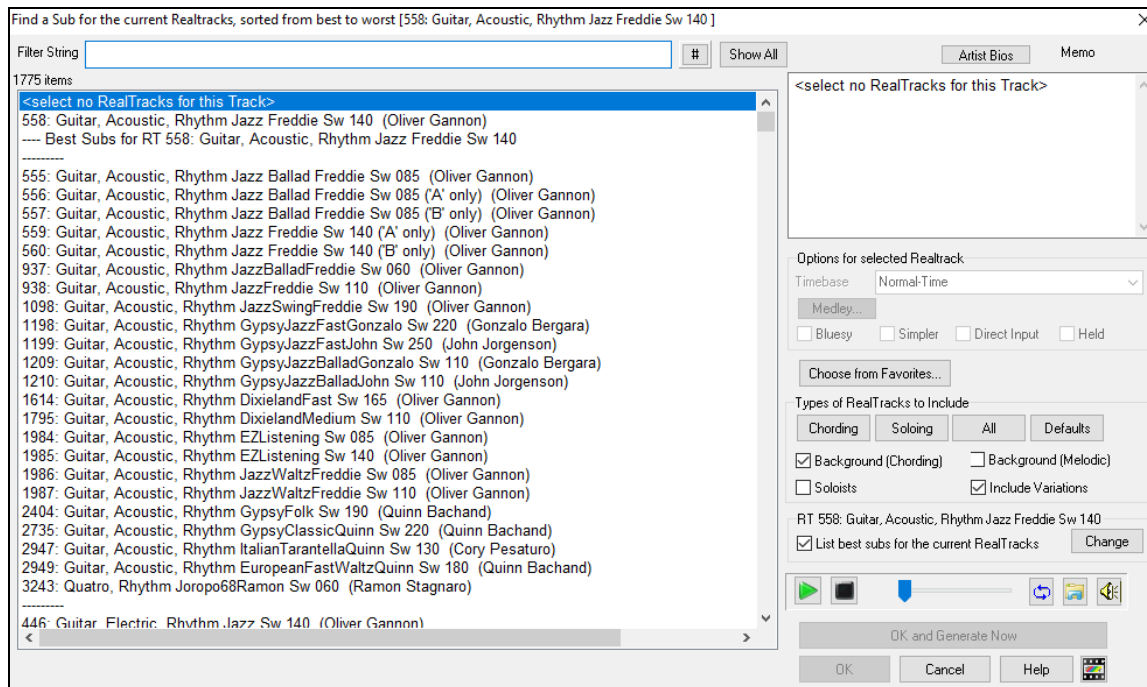 Find a Sub for the current Realtracks, sorted from best to worst [558: Guitar, Acoustic, Rhythm Jazz Freddie Sw 140 ]
Filter String
#
Show All
Artist Bios
Memo
1775 items
<select no RealTracks for this Track>
558: Guitar, Acoustic, Rhythm Jazz Freddie Sw 140 (Oliver Gannon)
---- Best Subs for RT 558: Guitar, Acoustic, Rhythm Jazz Freddie Sw 140
---------
555: Guitar, Acoustic, Rhythm Jazz Ballad Freddie Sw 085 (Oliver Gannon)
556: Guitar, Acoustic, Rhythm Jazz Ballad Freddie Sw 085 ('A' only) (Oliver Gannon)
557: Guitar, Acoustic, Rhythm Jazz Ballad Freddie Sw 085 ('B' only) (Oliver Gannon)
559: Guitar, Acoustic, Rhythm Jazz Freddie Sw 140 ('A' only) (Oliver Gannon)
560: Guitar, Acoustic, Rhythm Jazz Freddie Sw 140 ('B' only) (Oliver Gannon)
937: Guitar, Acoustic, Rhythm JazzBalladFreddie Sw 060 (Oliver Gannon)
938: Guitar, Acoustic, Rhythm JazzFreddie Sw 110 (Oliver Gannon)
1098: Guitar, Acoustic, Rhythm JazzSwingFreddie Sw 190 (Oliver Gannon)
1198: Guitar, Acoustic, Rhythm GypsyJazzFastGonzalo Sw 220 (Gonzalo Bergara)
1199: Guitar, Acoustic, Rhythm GypsyJazzFastJohn Sw 250 (John Jorgenson)
1209: Guitar, Acoustic, Rhythm GypsyJazzBalladGonzalo Sw 110 (Gonzalo Bergara)
1210: Guitar, Acoustic, Rhythm GypsyJazzBalladJohn Sw 110 (John Jorgenson)
1614: Guitar, Acoustic, Rhythm DixielandFast Sw 165 (Oliver Gannon)
1795: Guitar, Acoustic, Rhythm DixielandMedium Sw 110 (Oliver Gannon)
1984: Guitar, Acoustic, Rhythm EZListening Sw 085 (Oliver Gannon)
1985: Guitar, Acoustic, Rhythm EZListening Sw 140 (Oliver Gannon)
1986: Guitar, Acoustic, Rhythm JazzWaltzFreddie Sw 085 (Oliver Gannon)
1987: Guitar, Acoustic, Rhythm JazzWaltzFreddie Sw 110 (Oliver Gannon)
2404: Guitar, Acoustic, Rhythm GypsyFolk Sw 190 (Quinn Bachand)
2735: Guitar, Acoustic, Rhythm GypsyClassicQuinn Sw 220 (Quinn Bachand)
2947: Guitar, Acoustic, Rhythm ItalianTarantellaQuinn Sw 130 (Cory Pesaturo)
2949: Guitar, Acoustic, Rhythm EuropeanFastWaltzQuinn Sw 180 (Quinn Bachand)
3243: Quatro, Rhythm Joropo68Ramon Sw 060 (Ramon Stagnaro)
---------
446: Guitar, Electric, Rhythm Jazz Sw 140 (Oliver Gannon)
<select no RealTracks for this Track>
Options for selected Realtrack
Timebase
Normal-Time
Medley...
Bluesy
Simpler
Direct Input
Held
Choose from Favorites...
Types of RealTracks to Include
Chording
Soloing
All
Defaults
Background (Chording)
Background (Melodic)
Soloists
Include Variations
RT 558: Guitar, Acoustic, Rhythm Jazz Freddie Sw 140
List best subs for the current RealTracks
Change
OK and Generate Now
OK
Cancel
Help